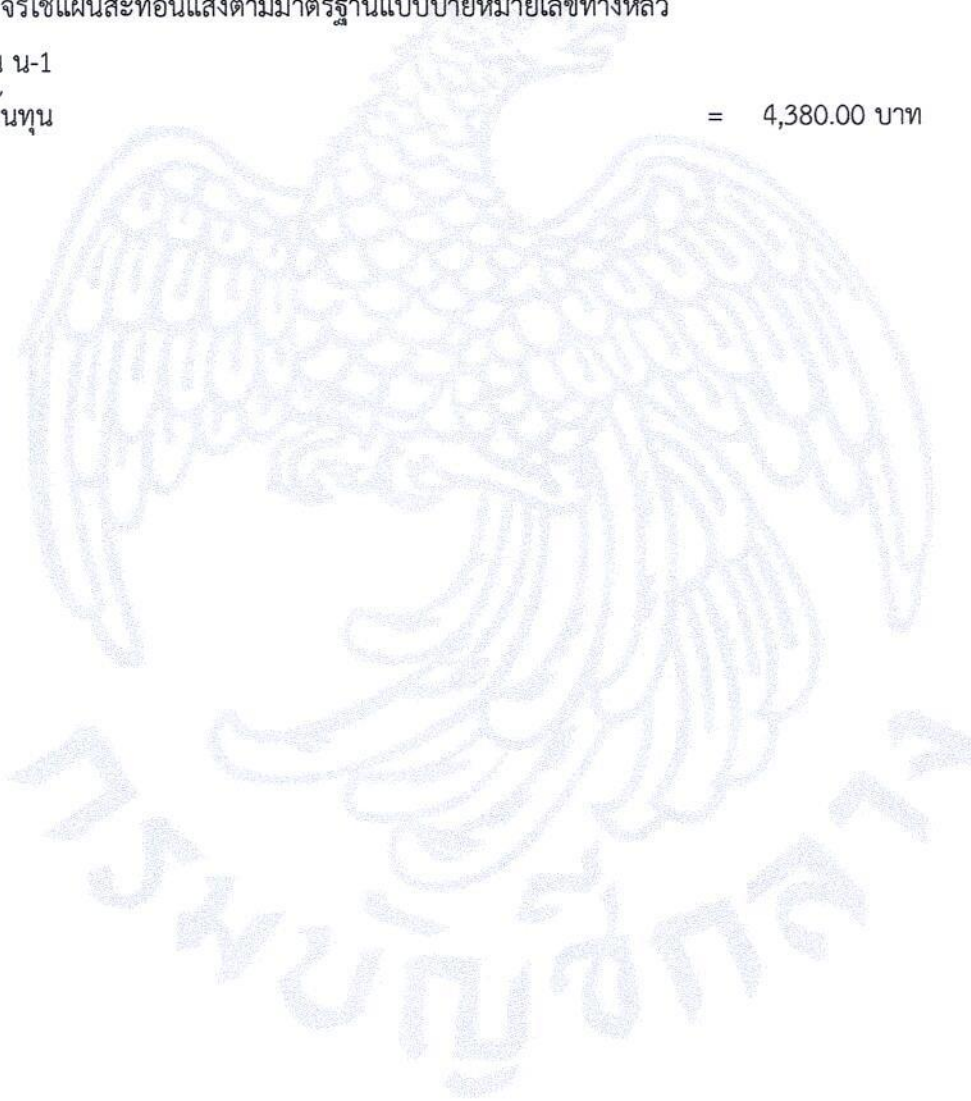 จรใช้แผ่นสะท้อนแสงตามมาตรฐานแบบป้ายหมายเลขทางหลว
น น-1
นทุน = 4,380.00 บาท
กรมบัญชีกลาง